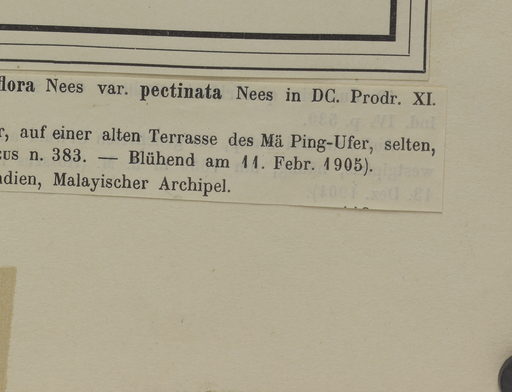 flora Nees var. pectinata Nees in DC. Prodr. XI.
r, auf einer alten Terrasse des Mä Ping-Ufer, selten,
cus n. 383. — Blühend am 11. Febr. 1905).
ndien, Malayischer Archipel.